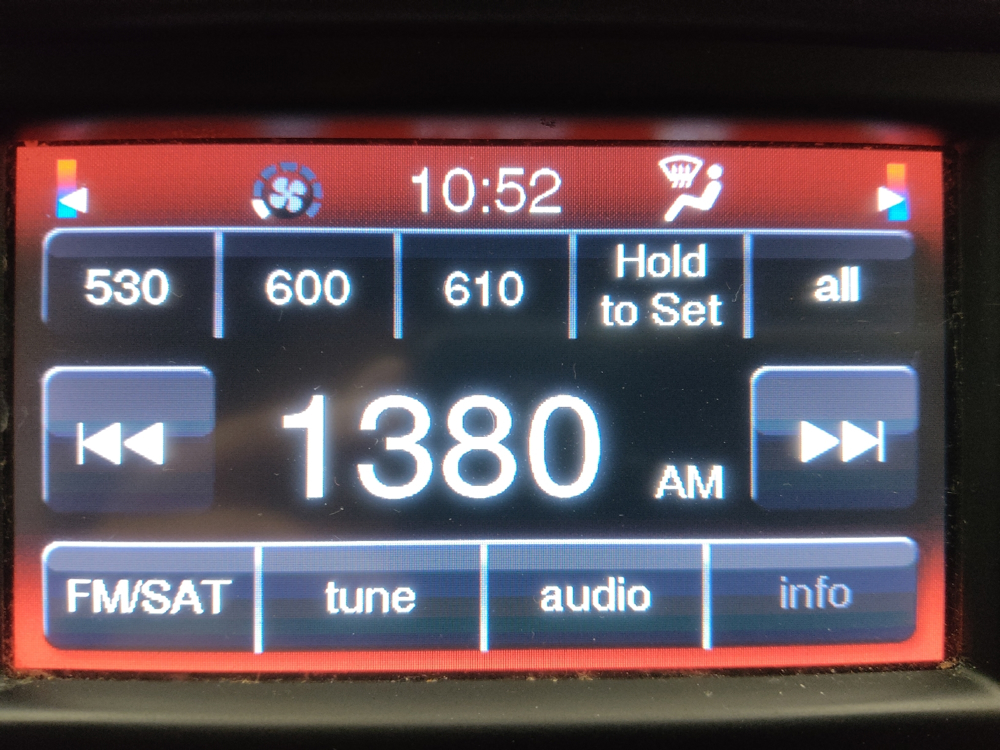 10:52
530 600 610 Hold to Set all
1380 AM
FM/SAT tune audio info